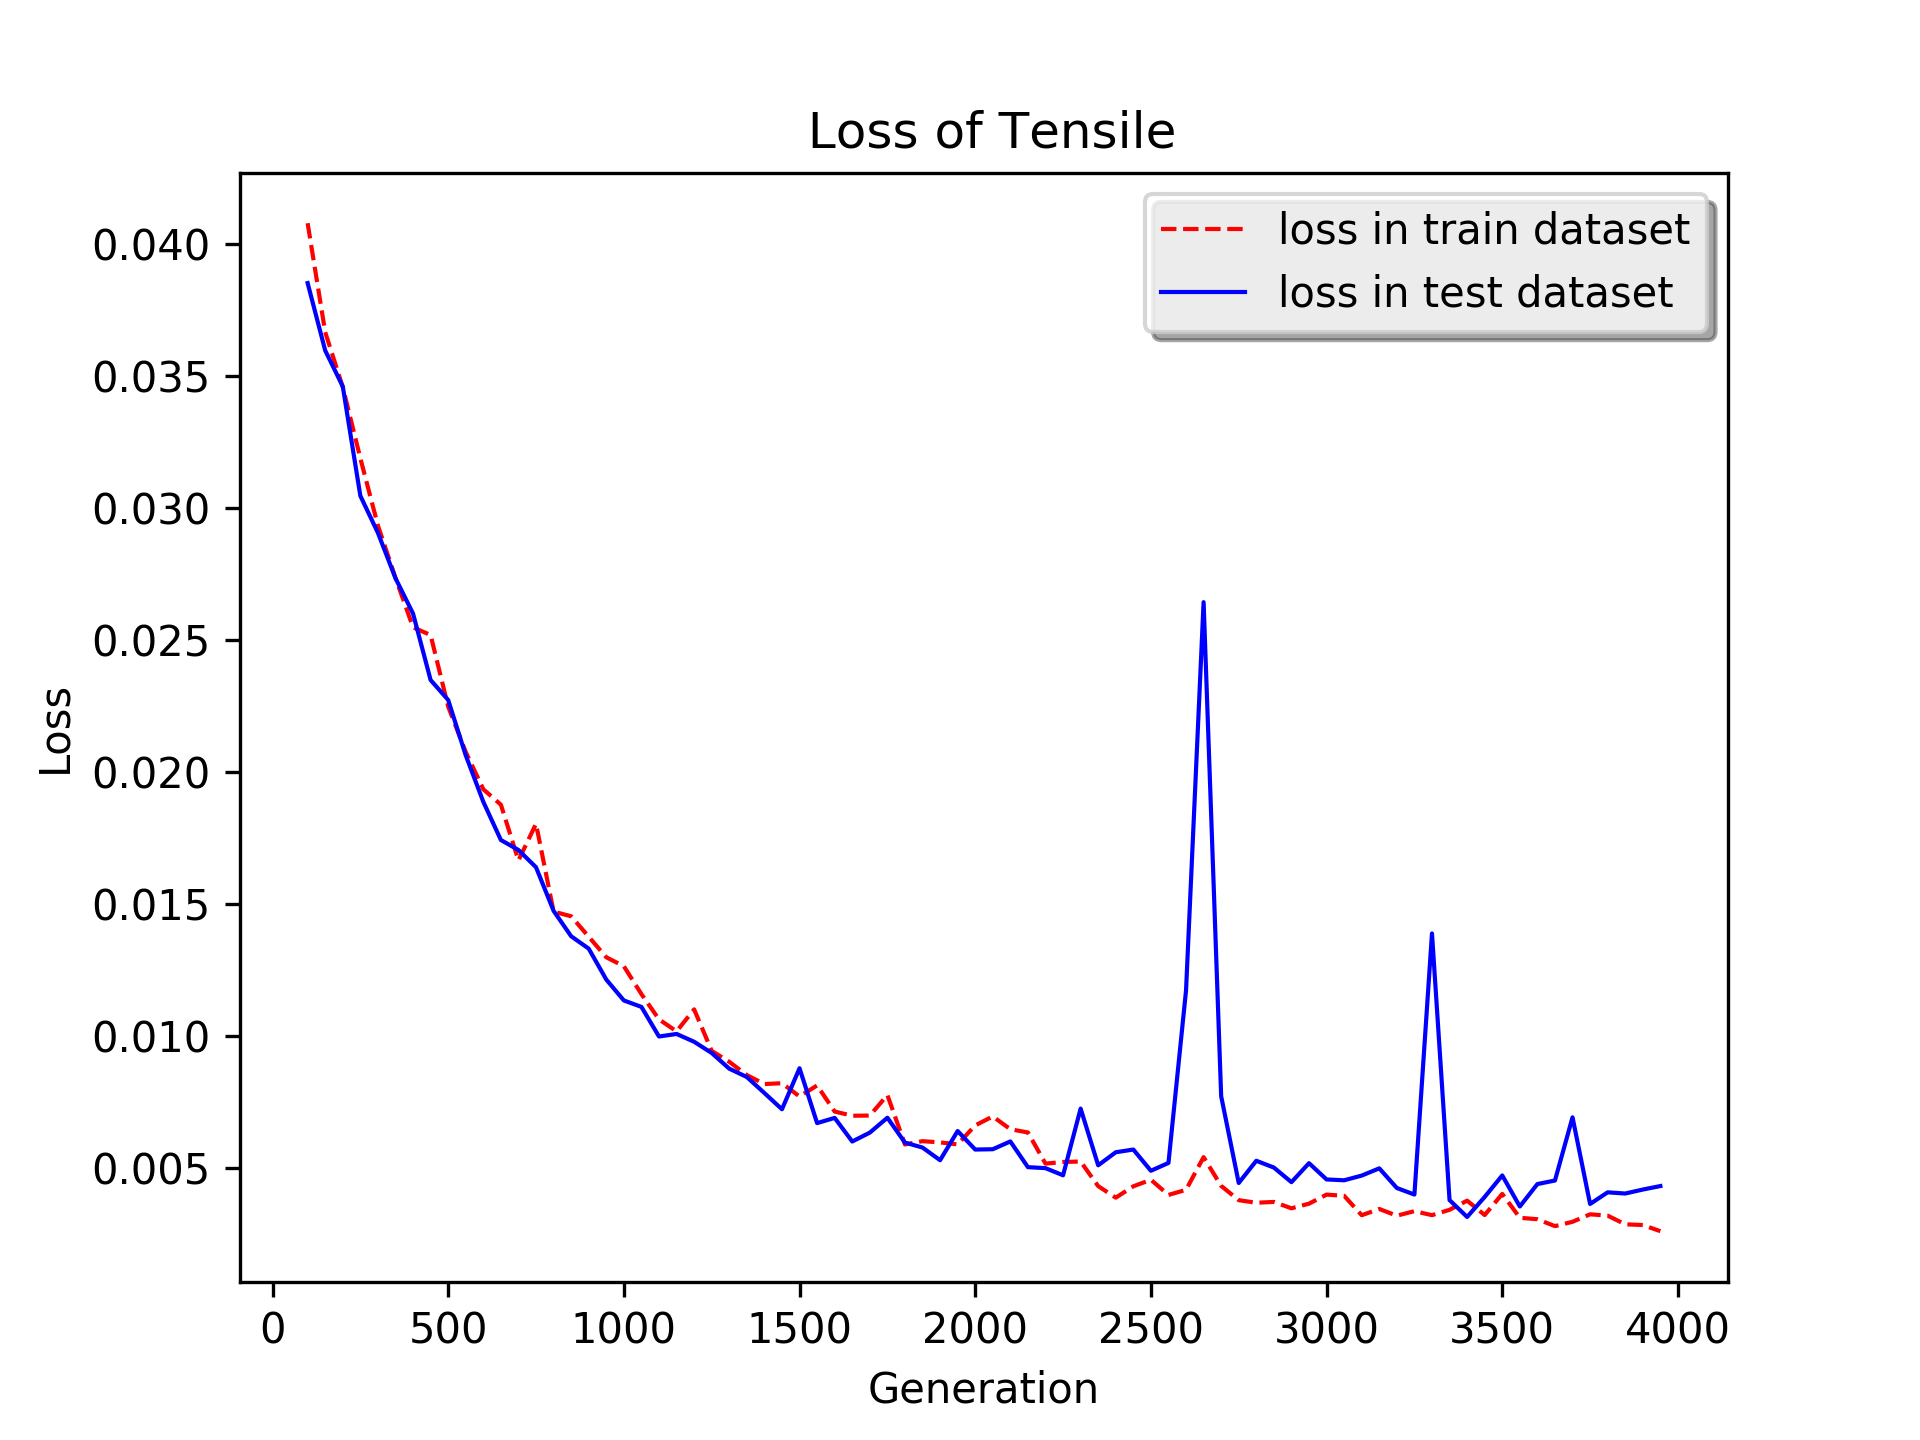 Loss of Tensile
loss in train dataset
loss in test dataset
0.040
0.035
0.030
0.025
0.020
0.015
0.010
0.005
Loss
0 500 1000 1500 2000 2500 3000 3500 4000
Generation